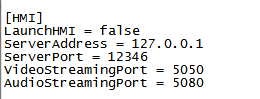 [HMI]
LaunchHMI = false
ServerAddress = 127.0.0.1
ServerPort = 12346
VideoStreamingPort = 5050
AudioStreamingPort = 5080